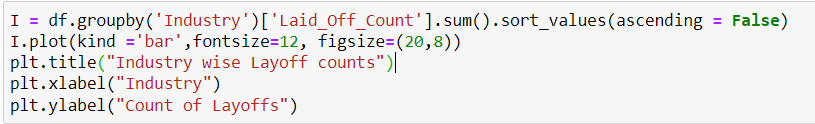 I = df.groupby('Industry')['Laid_Off_Count'].sum().sort_values(ascending = False)
I.plot(kind ='bar',fontsize=12, figsize=(20,8))
plt.title("Industry wise Layoff counts")
plt.xlabel("Industry")
plt.ylabel("Count of Layoffs")